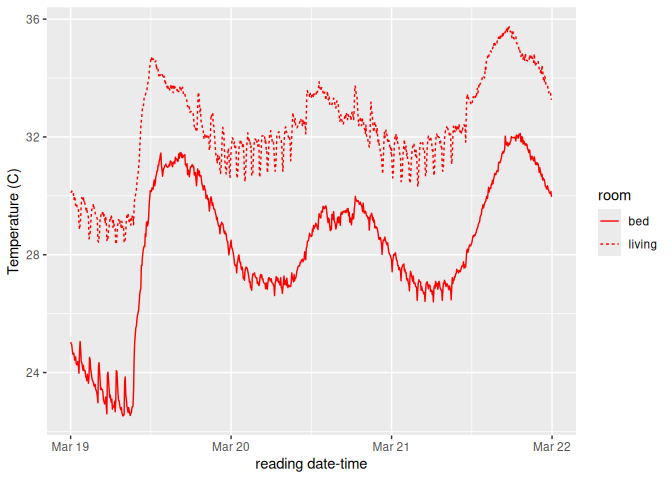 36
32
28
24
Temperature (C)
Mar 19
Mar 20
Mar 21
Mar 22
reading date-time
room
bed
living